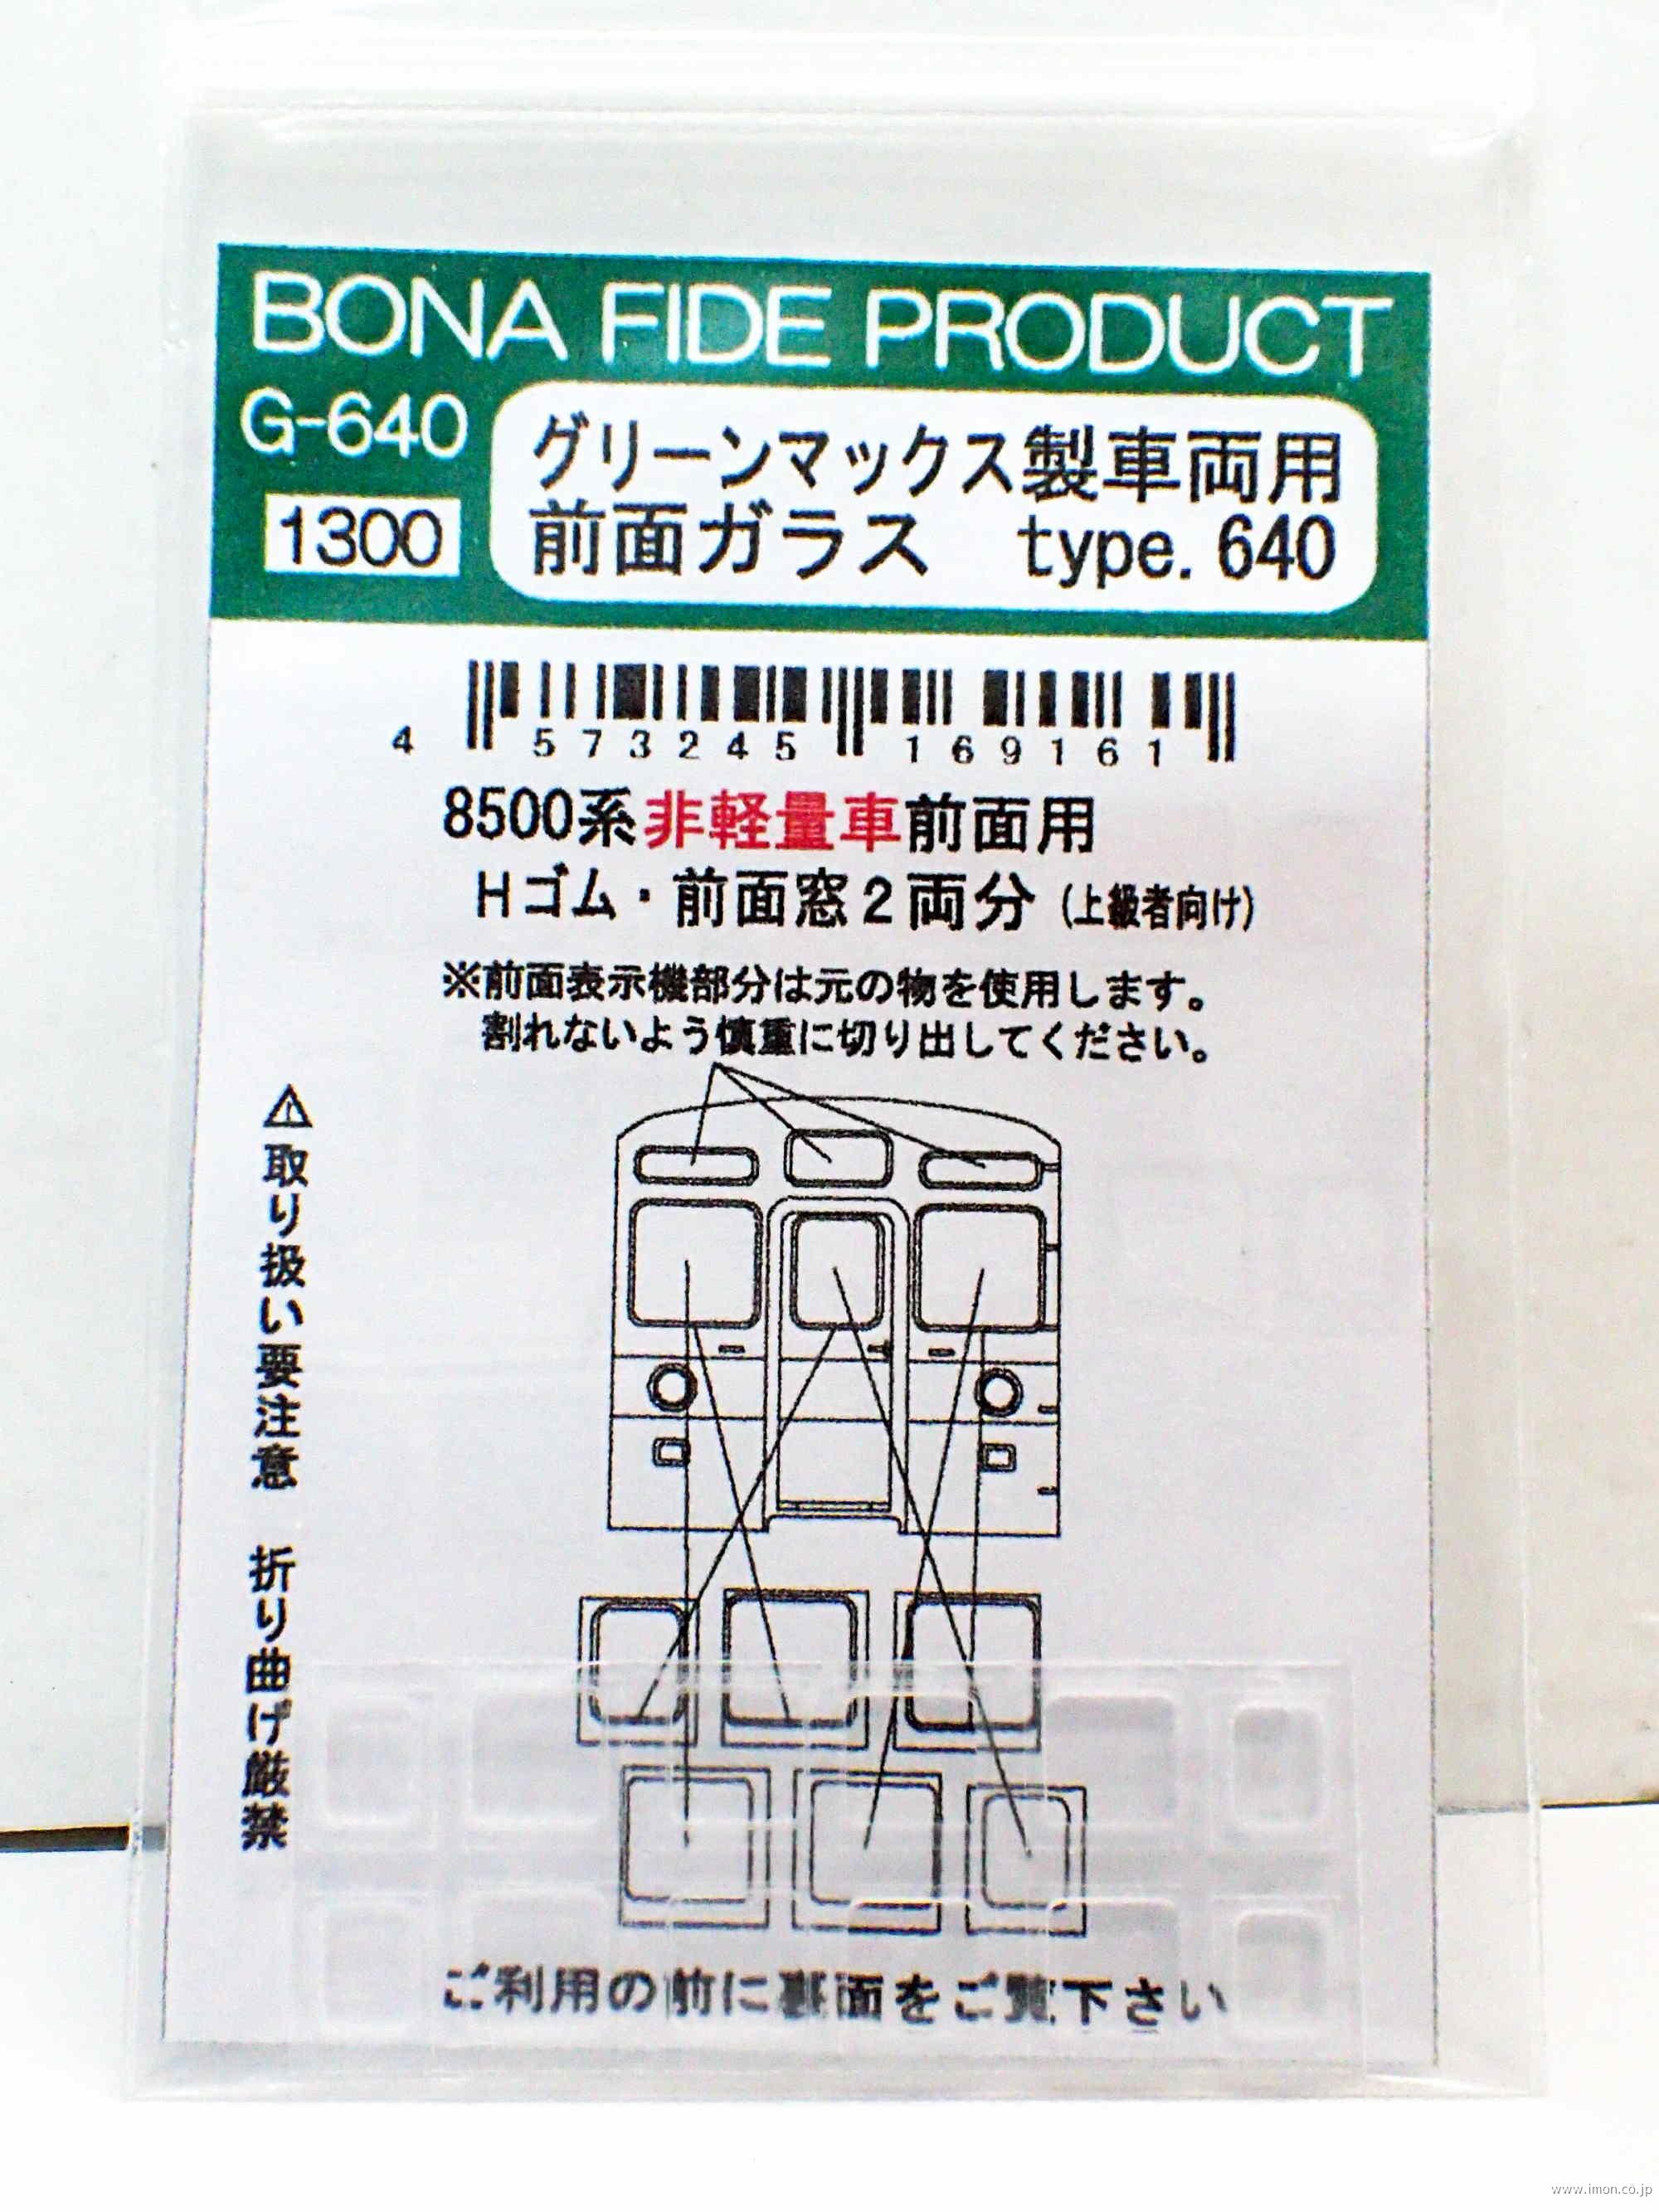 BONA FIDE PRODUCT
G-640
グリーンマックス製車両用
1300
前面ガラス type.640
4 573245 169161
8500系非軽量車前面用
Hゴム・前面窓2両分(上級者向け)
※前面表示機部分は元の物を使用します。
割れないよう慎重に切り出してください。
⚠取り扱い要注意 折り曲げ厳禁
ご利用の前に裏面をご覧下さい
www.imon.co.jp